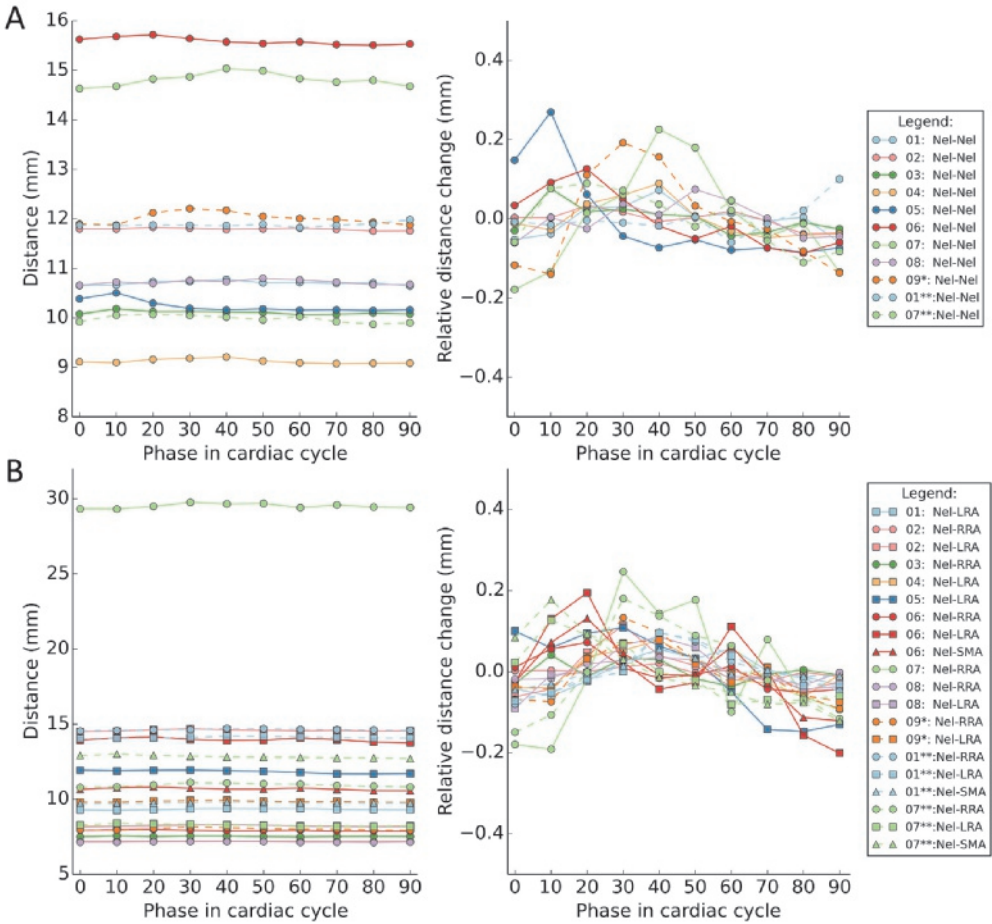 A
Distance (mm)
16
15
14
13
12
11
10
9
8
0 10 20 30 40 50 60 70 80 90
Phase in cardiac cycle
Relative distance change (mm)
0.4
0.2
0.0
−0.2
−0.4
0 10 20 30 40 50 60 70 80 90
Phase in cardiac cycle
Legend:
01: Nel-Nel
02: Nel-Nel
03: Nel-Nel
04: Nel-Nel
05: Nel-Nel
06: Nel-Nel
07: Nel-Nel
08: Nel-Nel
09*: Nel-Nel
01**:Nel-Nel
07**:Nel-Nel
B
Distance (mm)
30
25
20
15
10
5
0 10 20 30 40 50 60 70 80 90
Phase in cardiac cycle
Relative distance change (mm)
0.4
0.2
0.0
−0.2
−0.4
0 10 20 30 40 50 60 70 80 90
Phase in cardiac cycle
Legend:
01: Nel-LRA
02: Nel-RRA
02: Nel-LRA
03: Nel-RRA
04: Nel-LRA
05: Nel-LRA
06: Nel-RRA
06: Nel-LRA
06: Nel-SMA
07: Nel-RRA
08: Nel-RRA
08: Nel-LRA
09*: Nel-RRA
09*: Nel-LRA
01**:Nel-RRA
01**:Nel-LRA
01**:Nel-SMA
07**:Nel-RRA
07**:Nel-LRA
07**:Nel-SMA